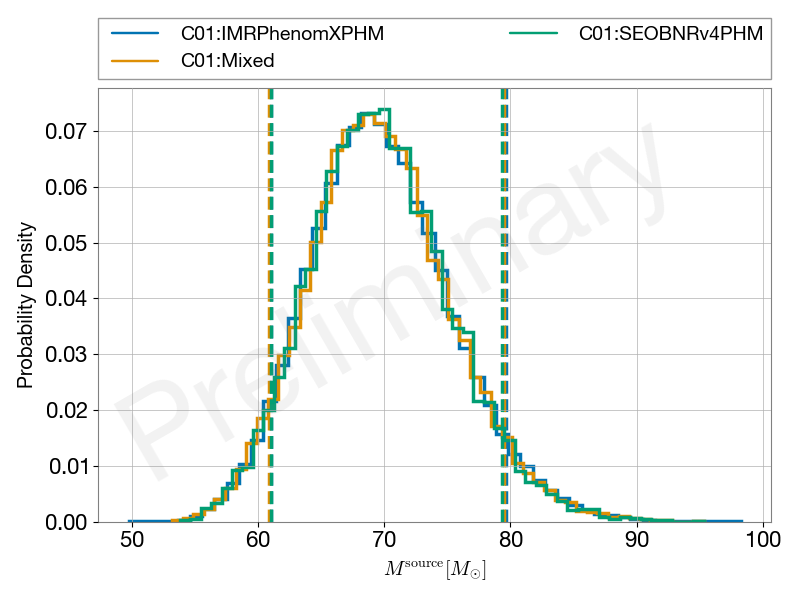 C01:IMRPhenomXPHM C01:SEOBNRv4PHM
C01:Mixed
Preliminary
Probability Density
0.07
0.06
0.05
0.04
0.03
0.02
0.01
0.00
50 60 70 80 90 100
M^source [M_⊙]